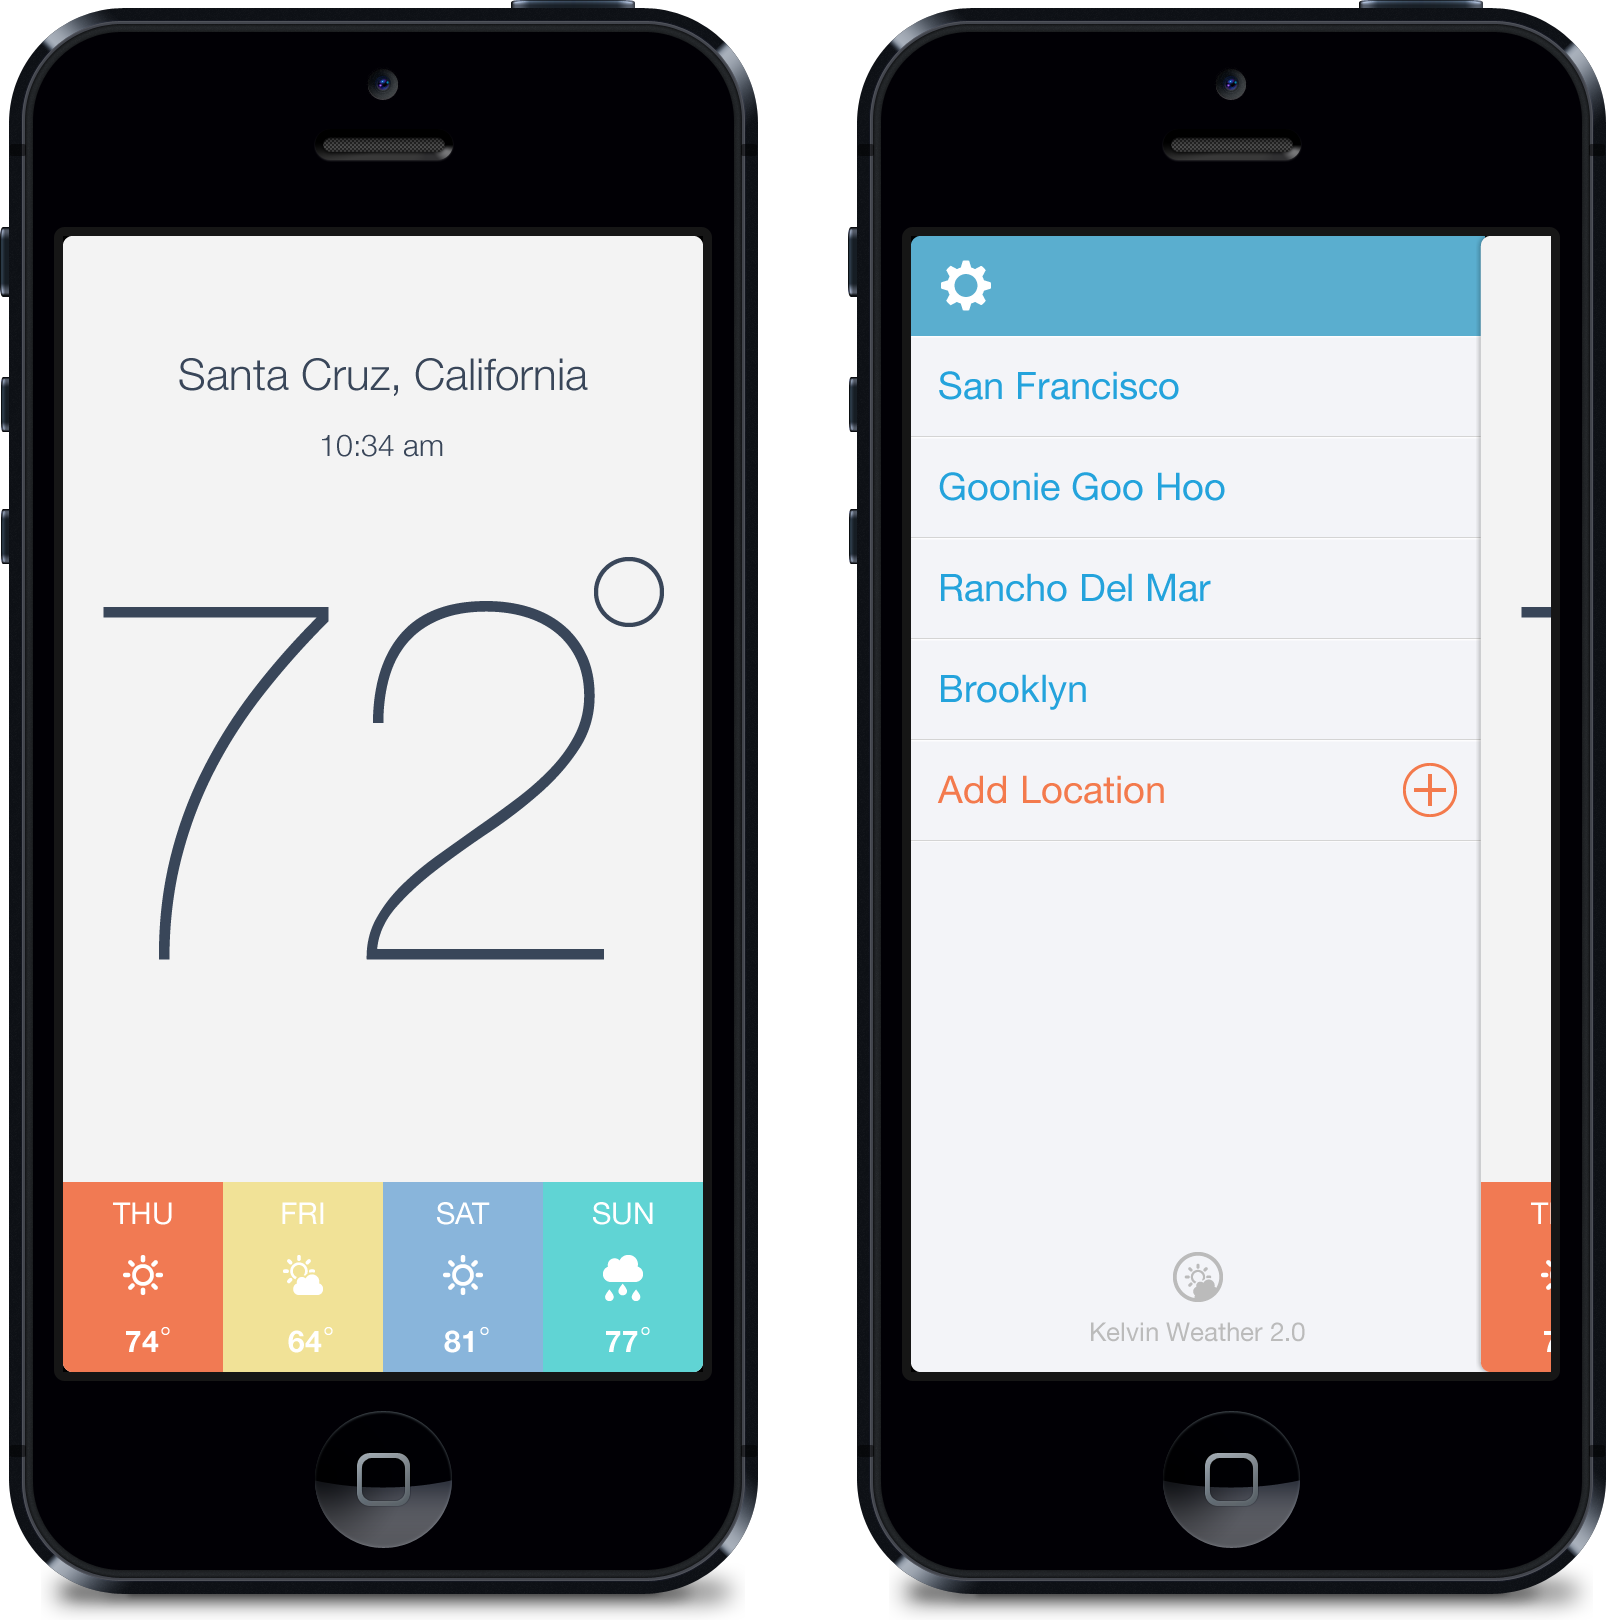 Santa Cruz, California
10:34 am
72°
THU FRI SAT SUN
74° 64° 81° 77°
San Francisco
Goonie Goo Hoo
Rancho Del Mar
Brooklyn
Add Location
Kelvin Weather 2.0